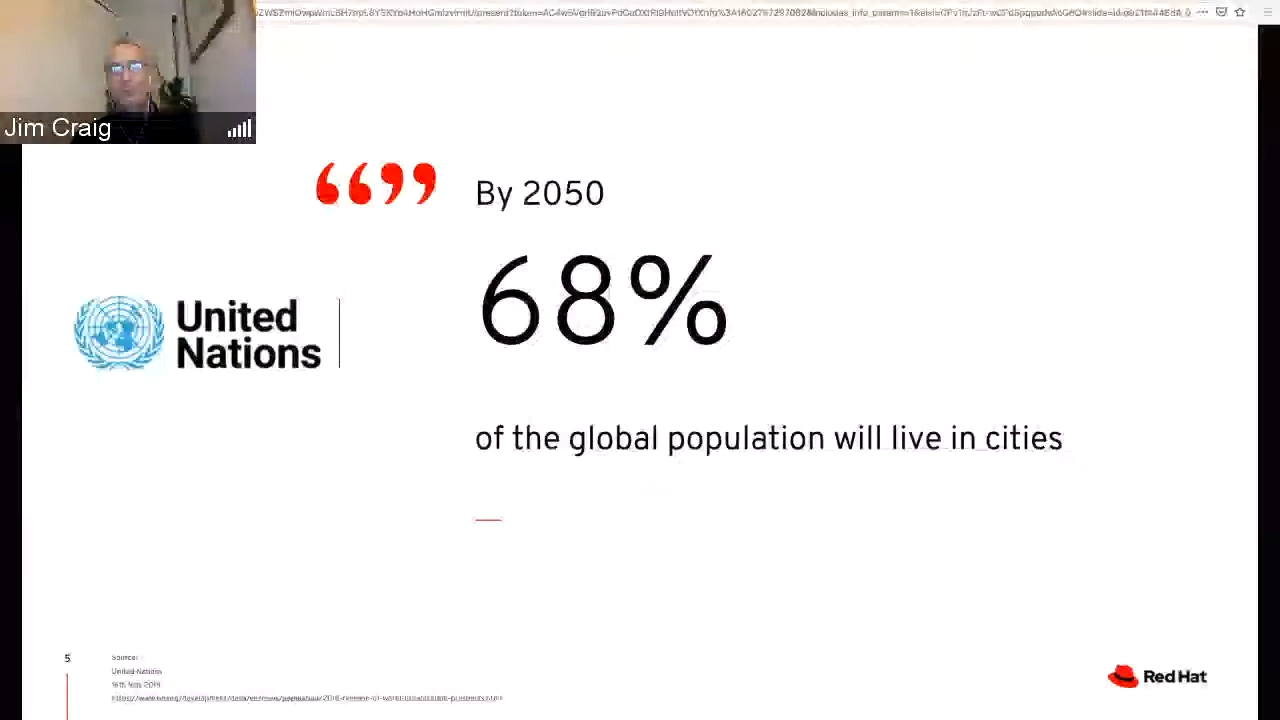 Jim Craig
““”” By 2050
68%
United
Nations
of the global population will live in cities
5
Source:
United Nations
Red Hat